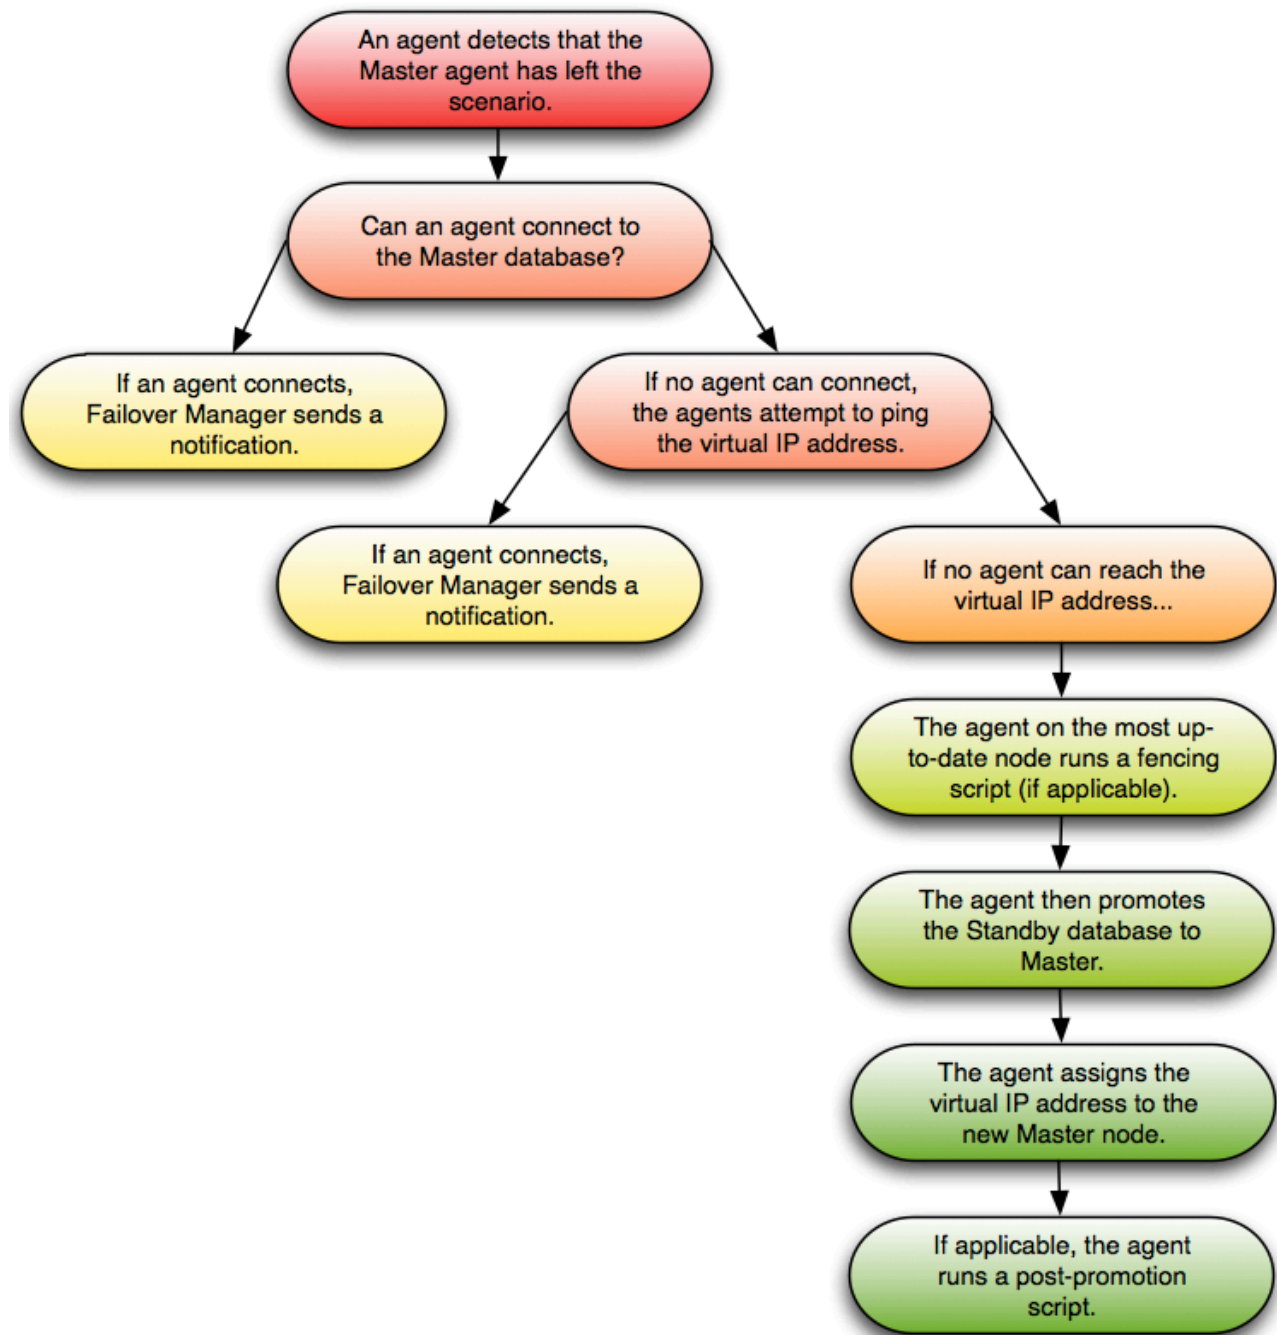 An agent detects that the
Master agent has left the
scenario.
Can an agent connect to
the Master database?
If an agent connects,
Failover Manager sends a
notification.
If no agent can connect,
the agents attempt to ping
the virtual IP address.
If an agent connects,
Failover Manager sends a
notification.
If no agent can reach the
virtual IP address...
The agent on the most up-
to-date node runs a fencing
script (if applicable).
The agent then promotes
the Standby database to
Master.
The agent assigns the
virtual IP address to the
new Master node.
If applicable, the agent
runs a post-promotion
script.